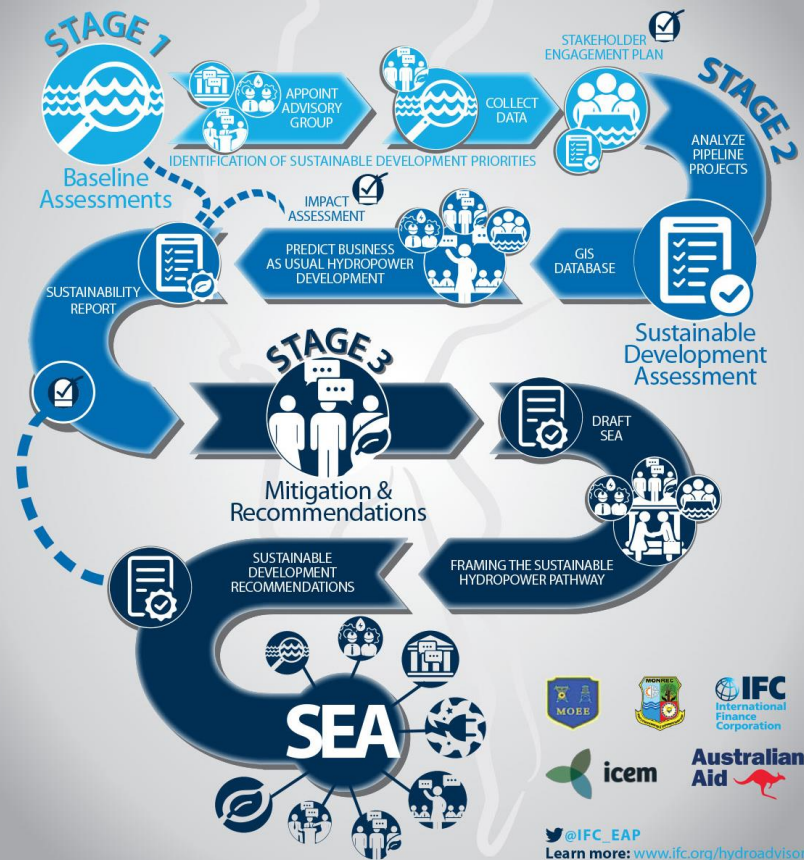 STAGE 1
Baseline
Assessments
APPOINT
ADVISORY
GROUP
COLLECT
DATA
IDENTIFICATION OF SUSTAINABLE DEVELOPMENT PRIORITIES
STAKEHOLDER
ENGAGEMENT PLAN
STAGE 2
ANALYZE
PIPELINE
PROJECTS
Sustainable
Development
Assessment
GIS
DATABASE
IMPACT
ASSESSMENT
PREDICT BUSINESS
AS USUAL HYDROPOWER
DEVELOPMENT
SUSTAINABILITY
REPORT
STAGE 3
Mitigation &
Recommendations
DRAFT
SEA
FRAMING THE SUSTAINABLE
HYDROPOWER PATHWAY
SUSTAINABLE
DEVELOPMENT
RECOMMENDATIONS
SEA
MOEE
MONREC
IFC
International
Finance
Corporation
icem
Australian
Aid
@IFC_EAP
Learn more: www.ifc.org/hydroadvisor